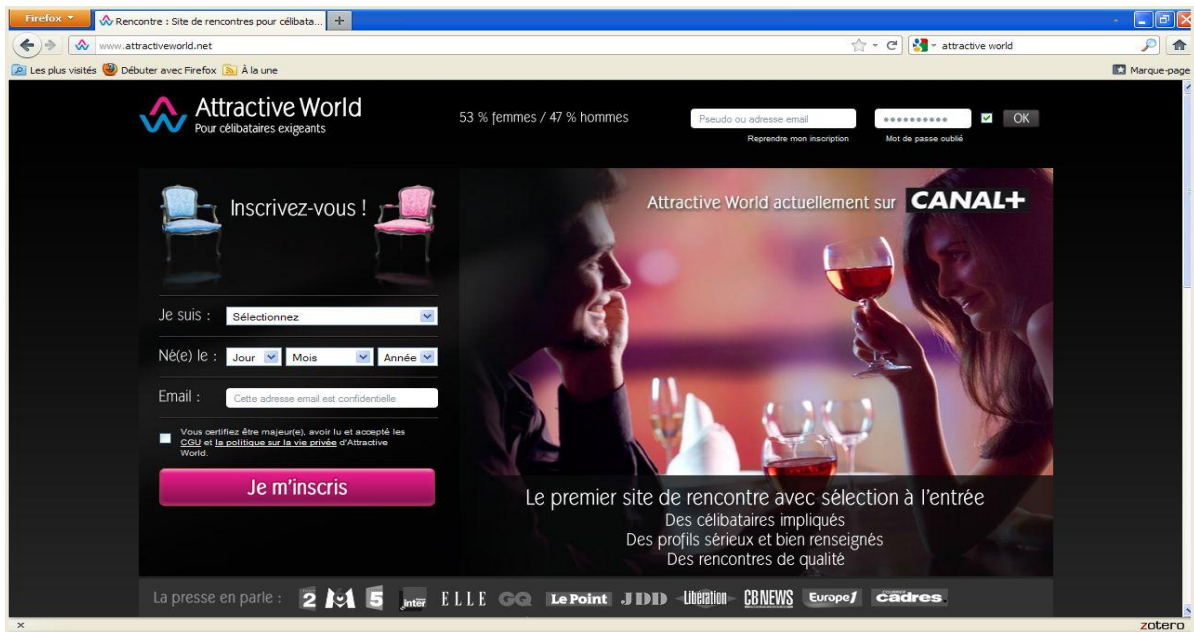 Firefox
Rencontre : Site de rencontres pour céliba ta...
www.attractiveworld.net
attractive world
Les plus visités Débuter avec Firefox À la une
Marque-page
Attractive World
Pour célibataires exigeants
53 % femmes / 47 % hommes
Pseudo ou adresse email
OK
Reprendre mon inscription
Mot de passe oublié
Inscrivez-vous !
Attractive World actuellement sur CANAL+
Je suis : Sélectionnez
Né(e) le : Jour Mois Année
Email : Cette adresse email est confidentielle
Vous certifiez être majeur(e), avoir lu et accepté les
CGU et la politique sur la vie privée d'Attractive
World.
Je m'inscris
Le premier site de rencontre avec sélection à l'entrée
Des célibataires impliqués
Des profils sérieux et bien renseignés
Des rencontres de qualité
La presse en parle : 2 M6 5 inter ELLE GQ Le Point JDD Libération CBNEWS Europe1 cadres
zotero